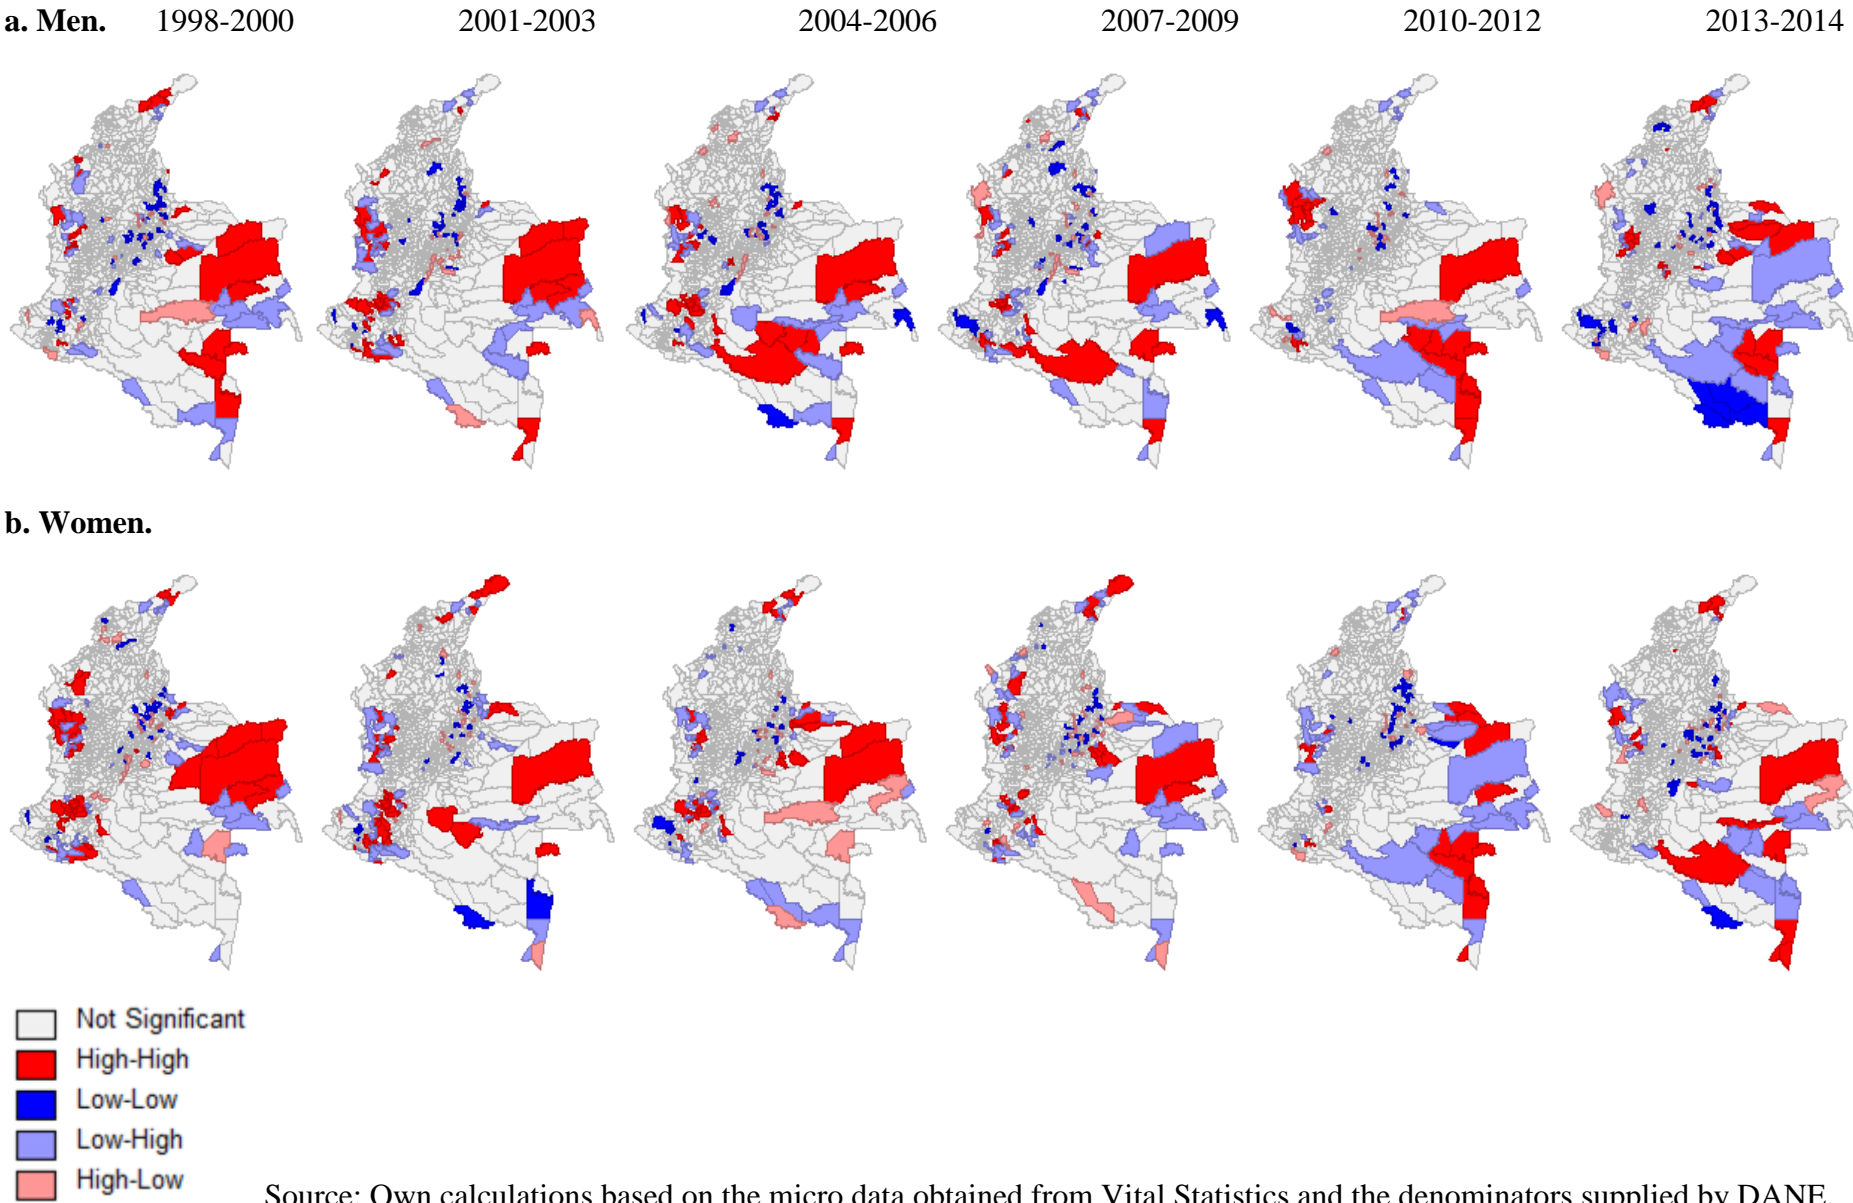 a. Men. 1998-2000 2001-2003 2004-2006 2007-2009 2010-2012 2013-2014
b. Women.
Not Significant
High-High
Low-Low
Low-High
High-Low
Source: Own calculations based on the micro data obtained from Vital Statistics and the denominators supplied by DANE.